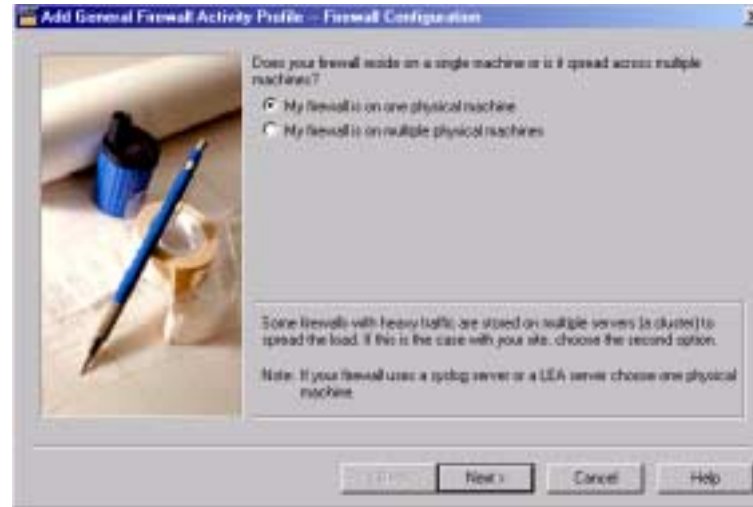 Add General Firewall Activity Profile -- Firewall Configuration
Does your firewall reside on a single machine or is it spread across multiple
machines?
My firewall is on one physical machine
My firewall is on multiple physical machines
Some firewalls with heavy traffic are stored on multiple servers (a cluster) to
spread the load. If this is the case with your site, choose the second option.
Note: If your firewall uses a syslog server or a LEA server choose one physical
machine.
Next >
Cancel
Help